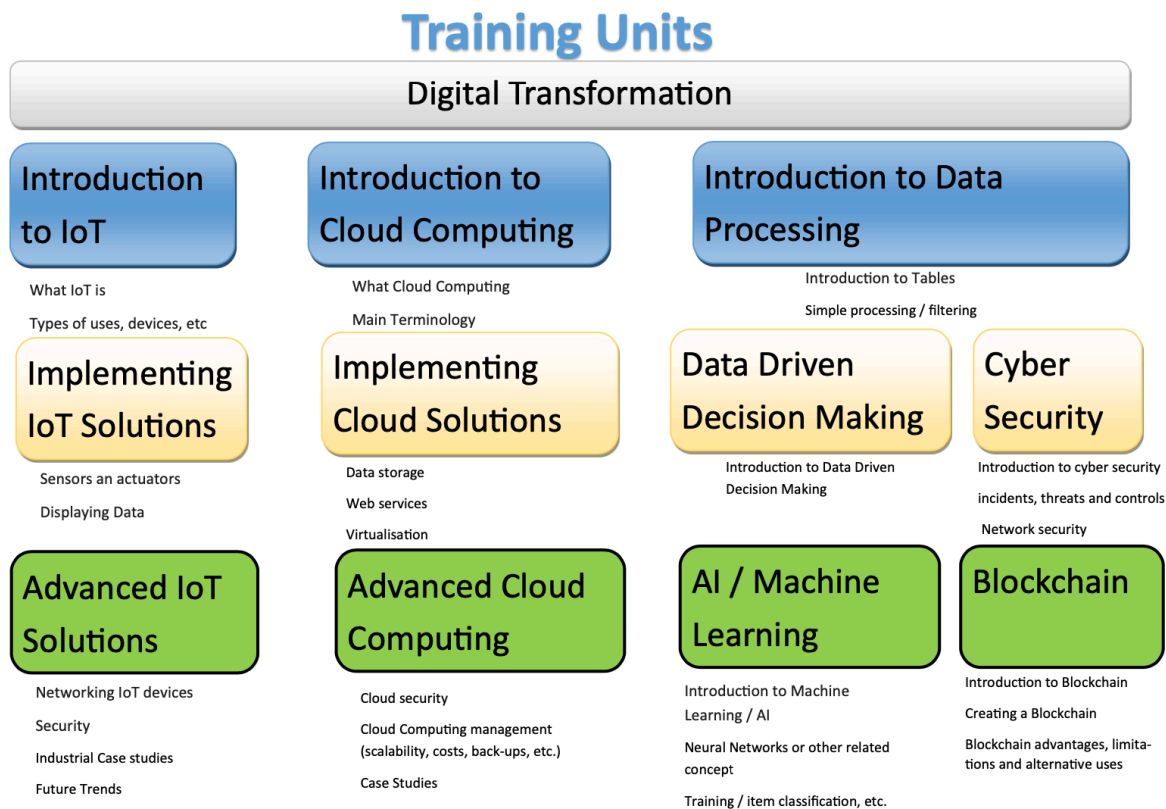 Training Units
Digital Transformation
Introduction
to IoT
What IoT is
Types of uses, devices, etc
Introduction to
Cloud Computing
What Cloud Computing
Main Terminology
Introduction to Data
Processing
Introduction to Tables
Simple processing / filtering
Implementing
IoT Solutions
Sensors an actuators
Displaying Data
Implementing
Cloud Solutions
Data storage
Web services
Virtualisation
Data Driven
Decision Making
Introduction to Data Driven
Decision Making
Cyber
Security
Introduction to cyber security
incidents, threats and controls
Network security
Advanced IoT
Solutions
Networking IoT devices
Security
Industrial Case studies
Future Trends
Advanced Cloud
Computing
Cloud security
Cloud Computing management
(scalability, costs, back-ups, etc.)
Case Studies
AI / Machine
Learning
Introduction to Machine
Learning / AI
Neural Networks or other related
concept
Training / item classification, etc.
Blockchain
Introduction to Blockchain
Creating a Blockchain
Blockchain advantages, limita-
tions and alternative uses